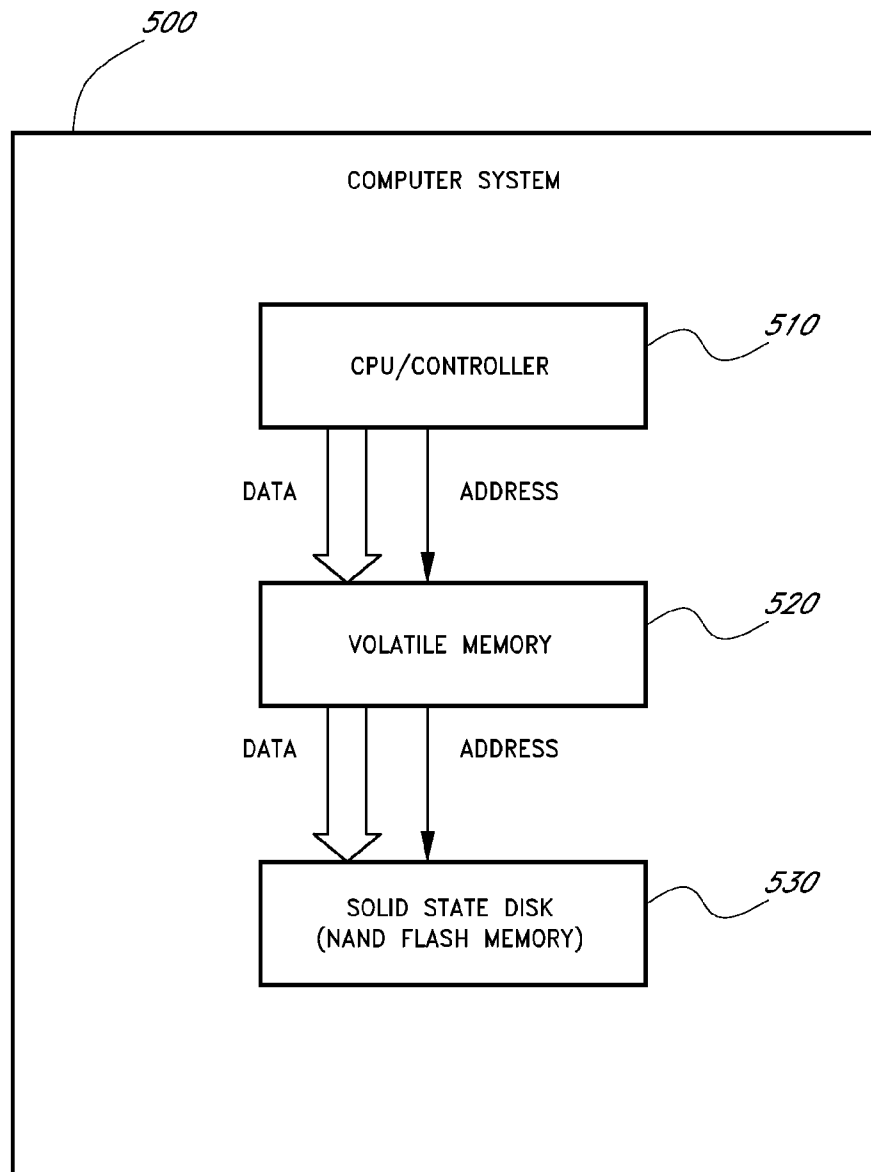 500
COMPUTER SYSTEM
510
CPU/CONTROLLER
DATA ADDRESS
520
VOLATILE MEMORY
DATA ADDRESS
530
SOLID STATE DISK
(NAND FLASH MEMORY)